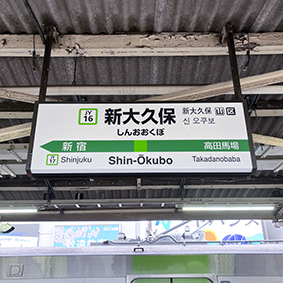 JY
16
新大久保
しんおおくぼ
新大久保 山 区
신오쿠보
新宿
高田馬場
JY
17
Shinjuku
Shin-Ōkubo
Takadanobaba